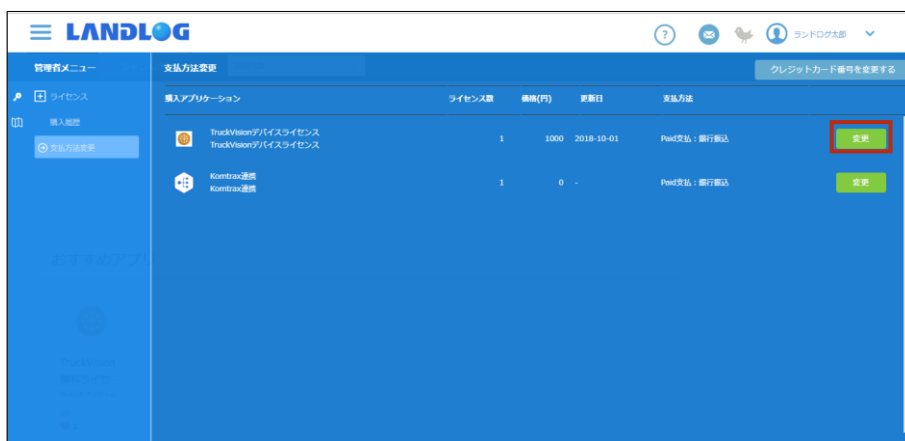 LANDLOG
?
ランドログ太郎
管理者メニュー
支払方法変更
クレジットカード番号を変更する
ライセンス
購入履歴
支払方法変更
購入アプリケーション ライセンス数 価格(円) 更新日 支払方法
TruckVisionデバイスライセンス
TruckVisionデバイスライセンス
1 1000 2018-10-01 Paid支払：銀行振込 変更
Komtrax連携
Komtrax連携
1 0 - Paid支払：銀行振込 変更
おすすめアプリ
TruckVision